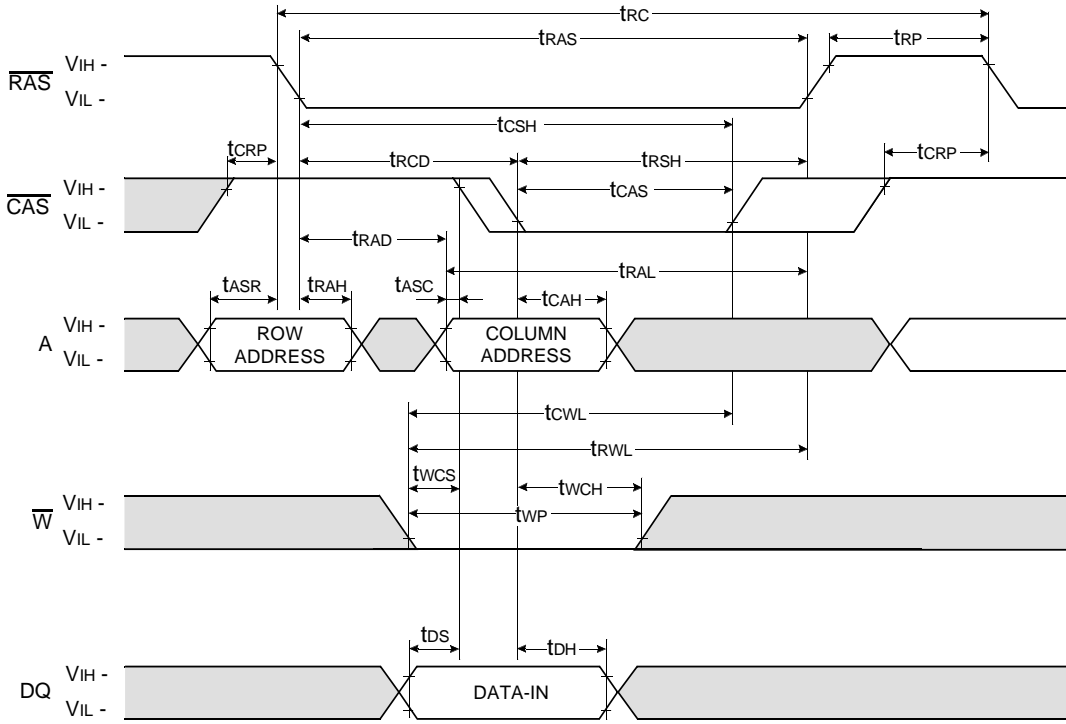 tRC
tRAS
tRP
RAS
VIH -
VIL -
tCSH
tCRP
tRCD
tRSH
tCRP
CAS
VIH -
VIL -
tCAS
tRAD
tRAL
tASR
tRAH
tASC
tCAH
A
VIH -
VIL -
ROW
ADDRESS
COLUMN
ADDRESS
tCWL
tRWL
tWCS
tWCH
W
VIH -
VIL -
tWP
tDS
tDH
DQ
VIH -
VIL -
DATA-IN